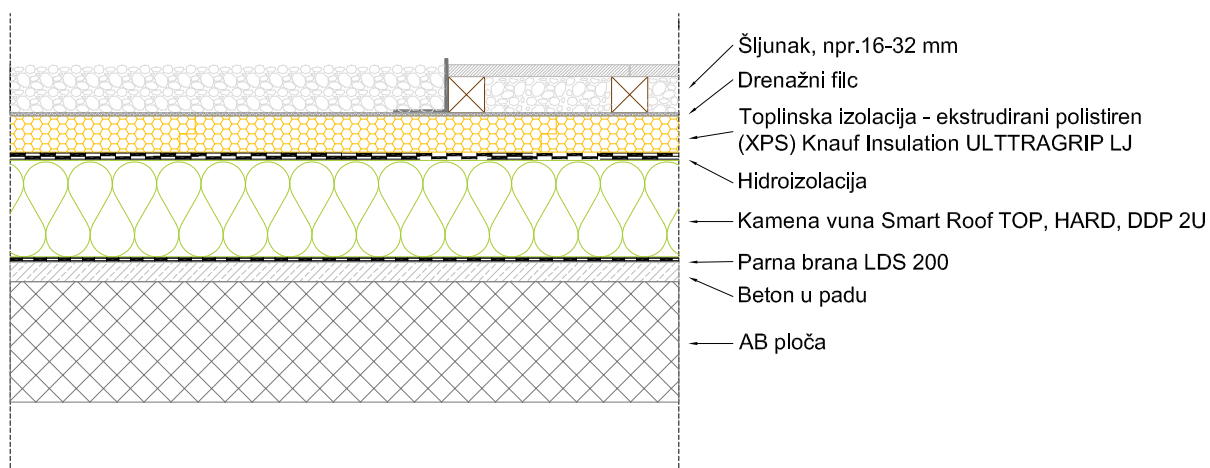 Šljunak, npr.16-32 mm
Drenažni filc
Toplinska izolacija - ekstrudirani polistiren
(XPS) Knauf Insulation ULTTRAGRIP LJ
Hidroizolacija
Kamena vuna Smart Roof TOP, HARD, DDP 2U
Parna brana LDS 200
Beton u padu
AB ploča